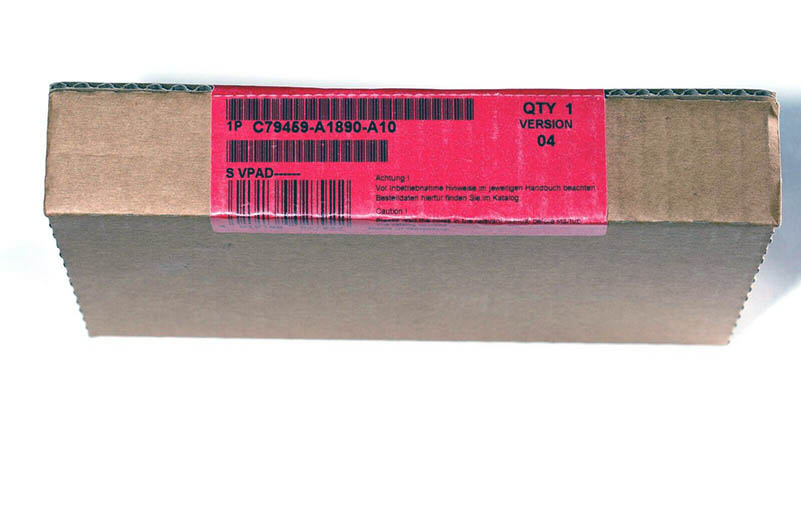 QTY 1
1P C79459-A1890-A10
VERSION
04
S VPAD------
Achtung !
Vor Inbetriebnahme Hinweise im jeweiligen Handbuch beachten
Bestelldaten hierfür finden Sie im Katalog
Caution !